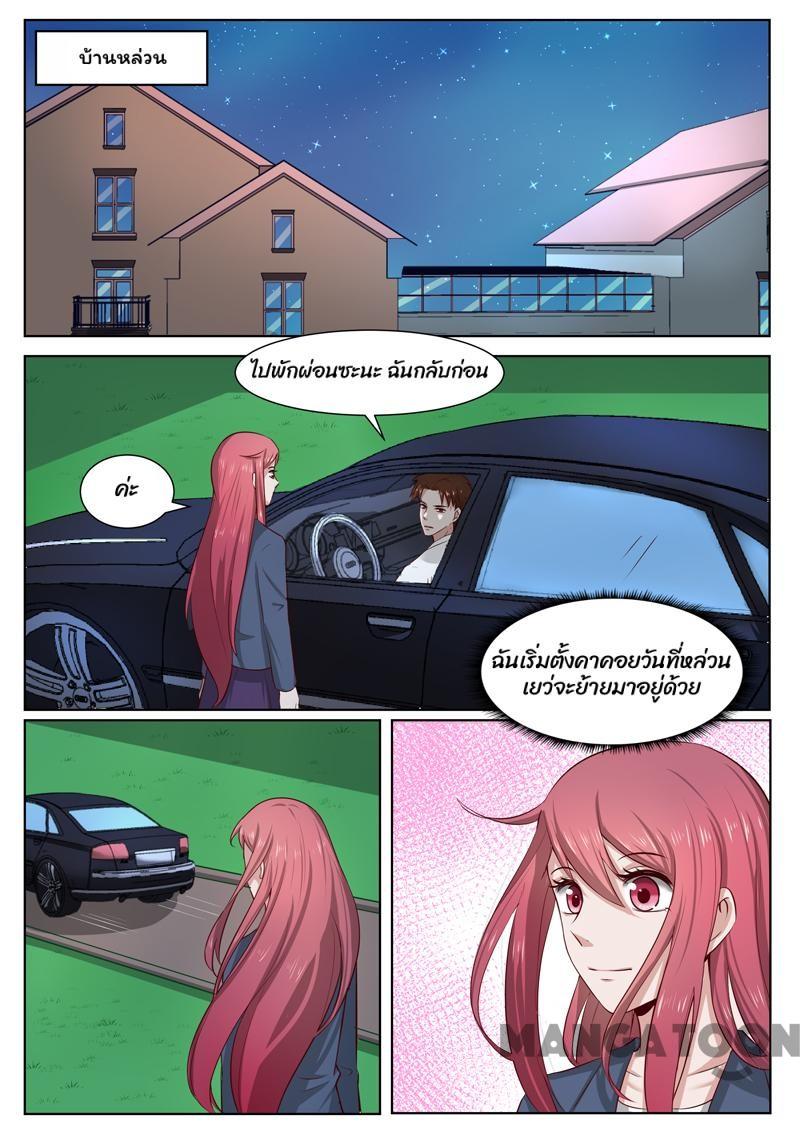 บ้านหล่วน
ไปพักผ่อนซะนะ ฉันกลับก่อน
ค่ะ
ฉันเริ่มตั้งตาคอยวันที่หล่วน
เยว่จะย้ายมาอยู่ด้วย
MANGATOON